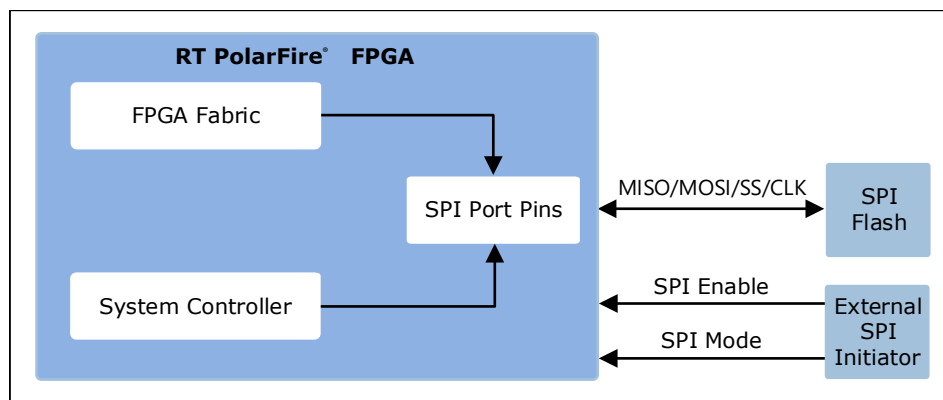 RT PolarFire® FPGA
FPGA Fabric
SPI Port Pins
System Controller
MISO/MOSI/SS/CLK
SPI
Flash
SPI Enable
SPI Mode
External
SPI
Initiator